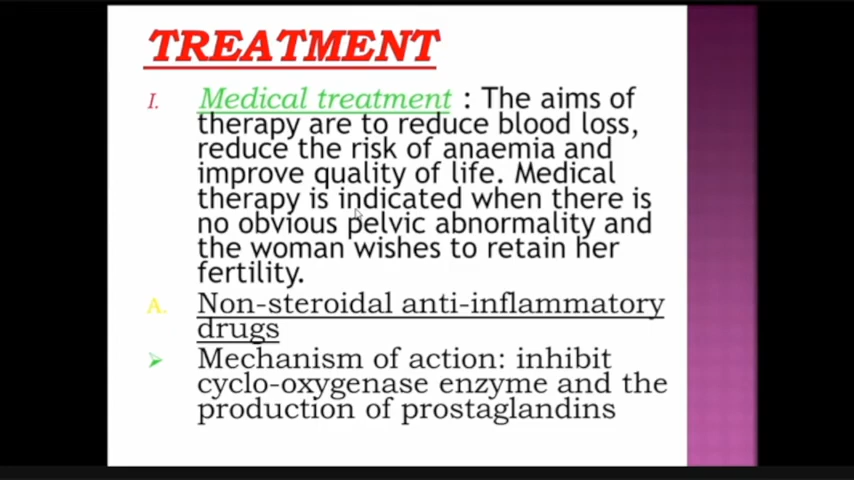 TREATMENT
I. Medical treatment : The aims of
therapy are to reduce blood loss,
reduce the risk of anaemia and
improve quality of life. Medical
therapy is indicated when there is
no obvious pelvic abnormality and
the woman wishes to retain her
fertility.
A. Non-steroidal anti-inflammatory
drugs
Mechanism of action: inhibit
cyclo-oxygenase enzyme and the
production of prostaglandins